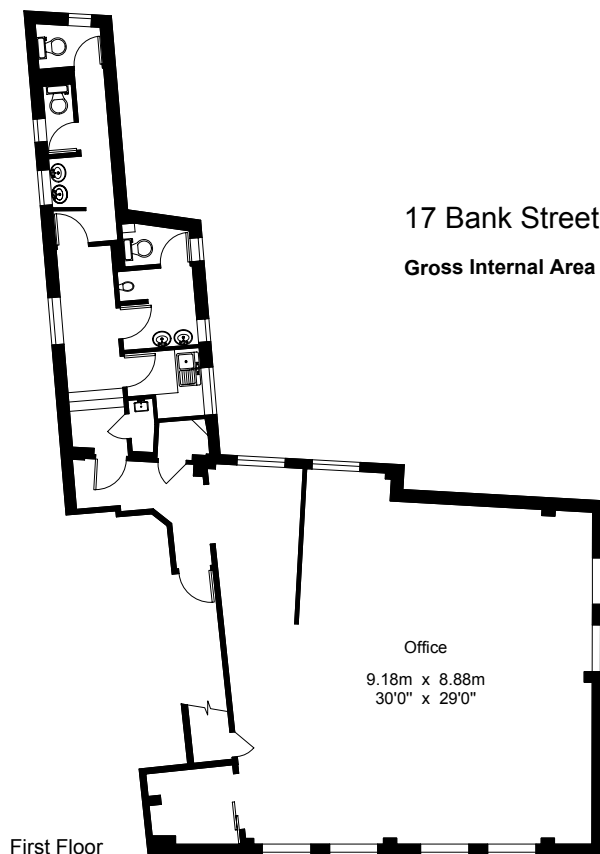 17 Bank Street
Gross Internal Area
Office
9.18m x 8.88m
30'0" x 29'0"
First Floor